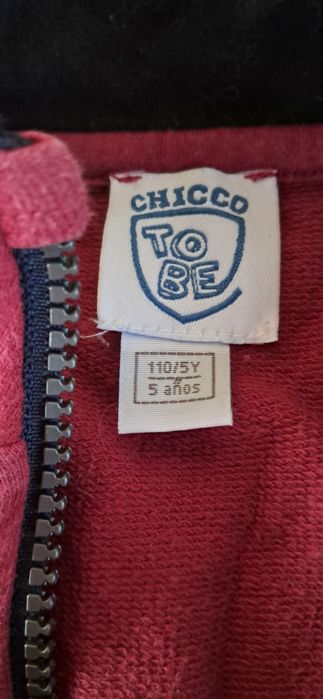 CHICCO
TO
BE
110/5Y
5 años